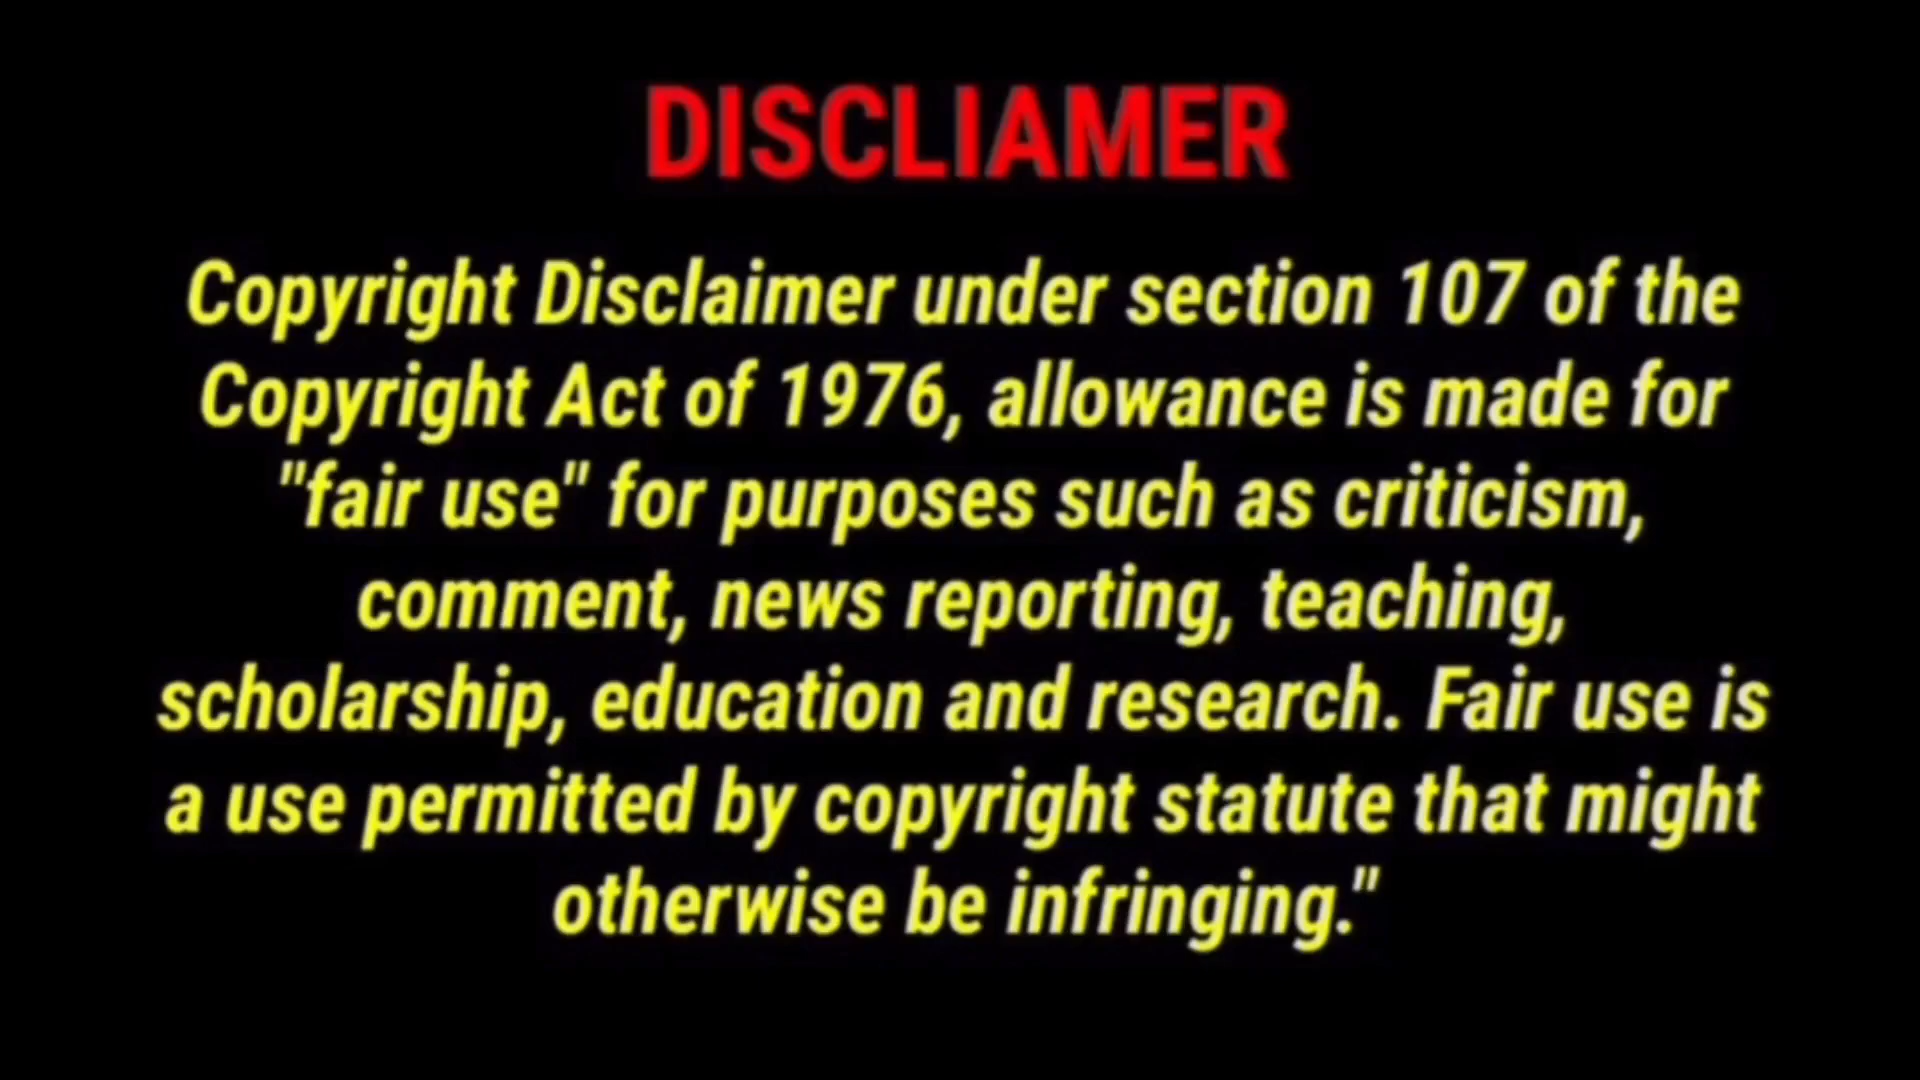 DISCLIAMER
Copyright Disclaimer under section 107 of the
Copyright Act of 1976, allowance is made for
"fair use" for purposes such as criticism,
comment, news reporting, teaching,
scholarship, education and research. Fair use is
a use permitted by copyright statute that might
otherwise be infringing."